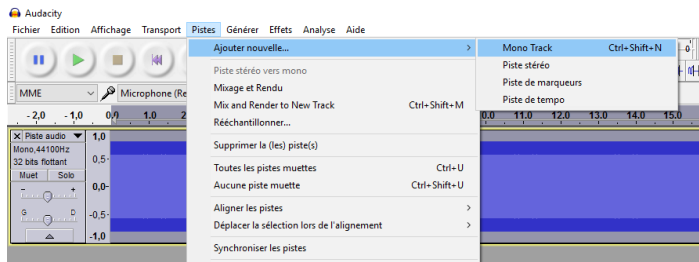 Audacity
Fichier Edition Affichage Transport Pistes Générer Effets Analyse Aide
Ajouter nouvelle... >
Mono Track Ctrl+Shift+N
Piste stéréo
Piste de marqueurs
Piste de tempo
Piste stéréo vers mono
Mixage et Rendu
Mix and Render to New Track Ctrl+Shift+M
Rééchantillonner...
Supprimer la (les) piste(s)
Toutes les pistes muettes Ctrl+U
Aucune piste muette Ctrl+Shift+U
Aligner les pistes >
Déplacer la sélection lors de l'alignement >
Synchroniser les pistes
MME Microphone (Re
- 2,0 - 1,0 0,0 1.0 2 0.0 11.0 12.0 13.0 14.0 15.0
X Piste audio ▼ 1,0
Mono,44100Hz
32 bits flottant 0,5-
Muet Solo
- + 0,0-
G D -0,5-
-1,0